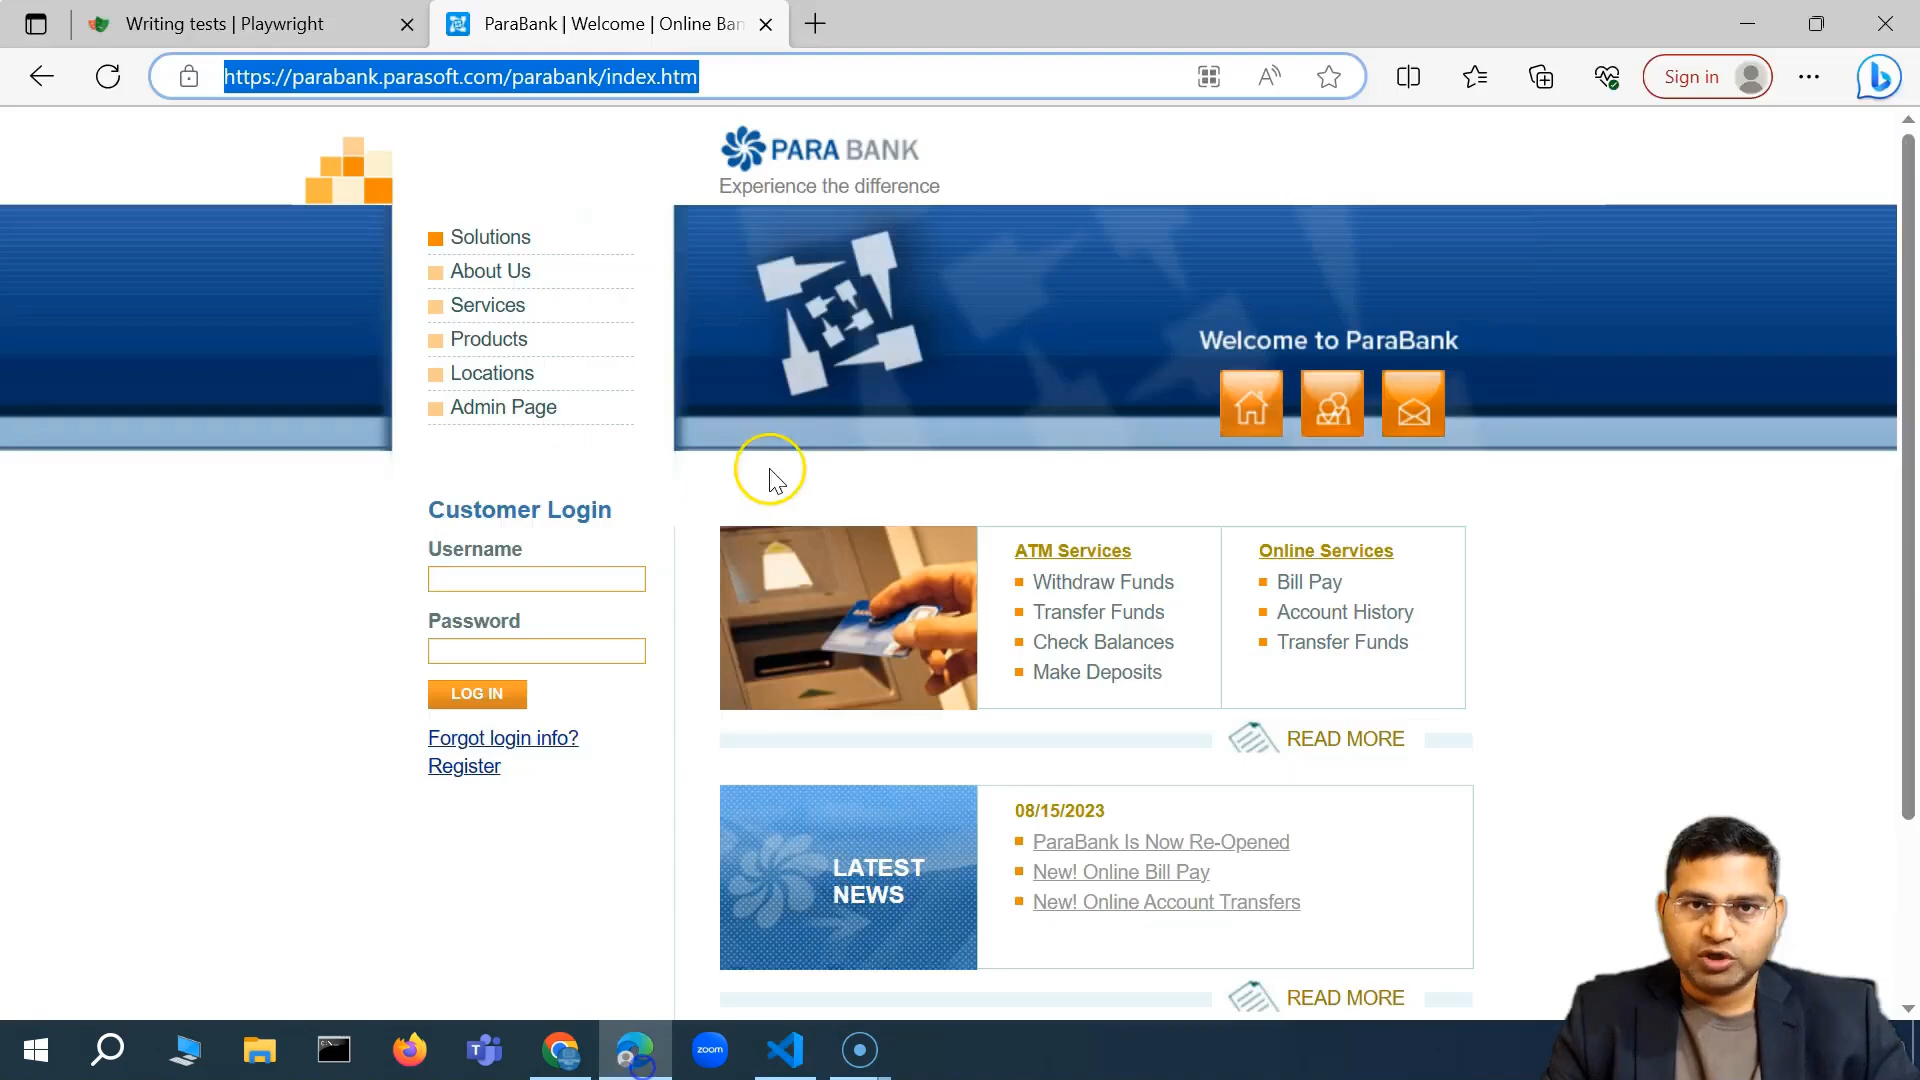 Writing tests | Playwright
ParaBank | Welcome | Online Ban
https://parabank.parasoft.com/parabank/index.htm
Sign in
PARA BANK
Experience the difference
Solutions
About Us
Services
Products
Locations
Admin Page
Welcome to ParaBank
Customer Login
Username
Password
LOG IN
Forgot login info?
Register
ATM Services
Withdraw Funds
Transfer Funds
Check Balances
Make Deposits
Online Services
Bill Pay
Account History
Transfer Funds
READ MORE
LATEST
NEWS
08/15/2023
ParaBank Is Now Re-Opened
New! Online Bill Pay
New! Online Account Transfers
READ MORE
zoom